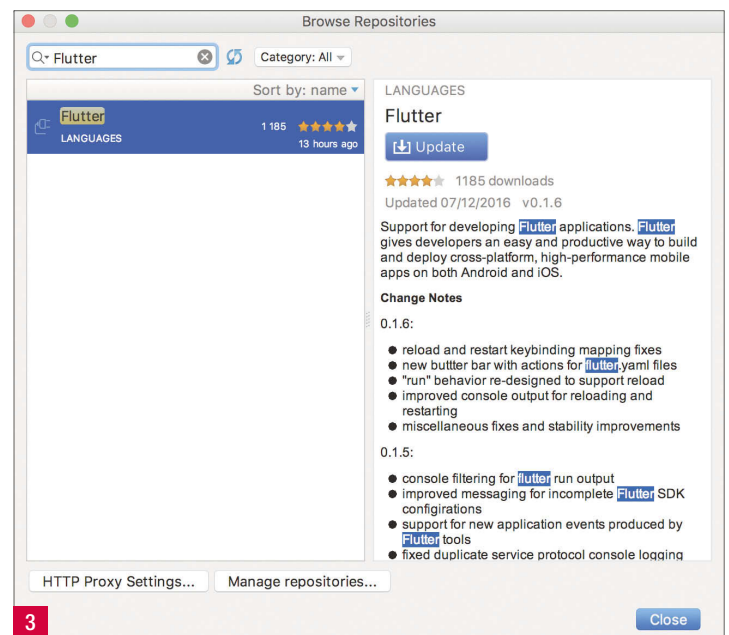 Browse Repositories
Flutter
Category: All
Sort by: name
Flutter
1 185
LANGUAGES
13 hours ago
LANGUAGES
Flutter
Update
1185 downloads
Updated 07/12/2016 v0.1.6
Support for developing Flutter applications. Flutter
gives developers an easy and productive way to build
and deploy cross-platform, high-performance mobile
apps on both Android and iOS.
Change Notes
0.1.6:
● reload and restart keybinding mapping fixes
● new buttter bar with actions for flutter.yaml files
● "run" behavior re-designed to support reload
● improved console output for reloading and
restarting
● miscellaneous fixes and stability improvements
0.1.5:
● console filtering for flutter run output
● improved messaging for incomplete Flutter SDK
configirations
● support for new application events produced by
Flutter tools
● fixed duplicate service protocol console logging
HTTP Proxy Settings...
Manage repositories...
3
Close